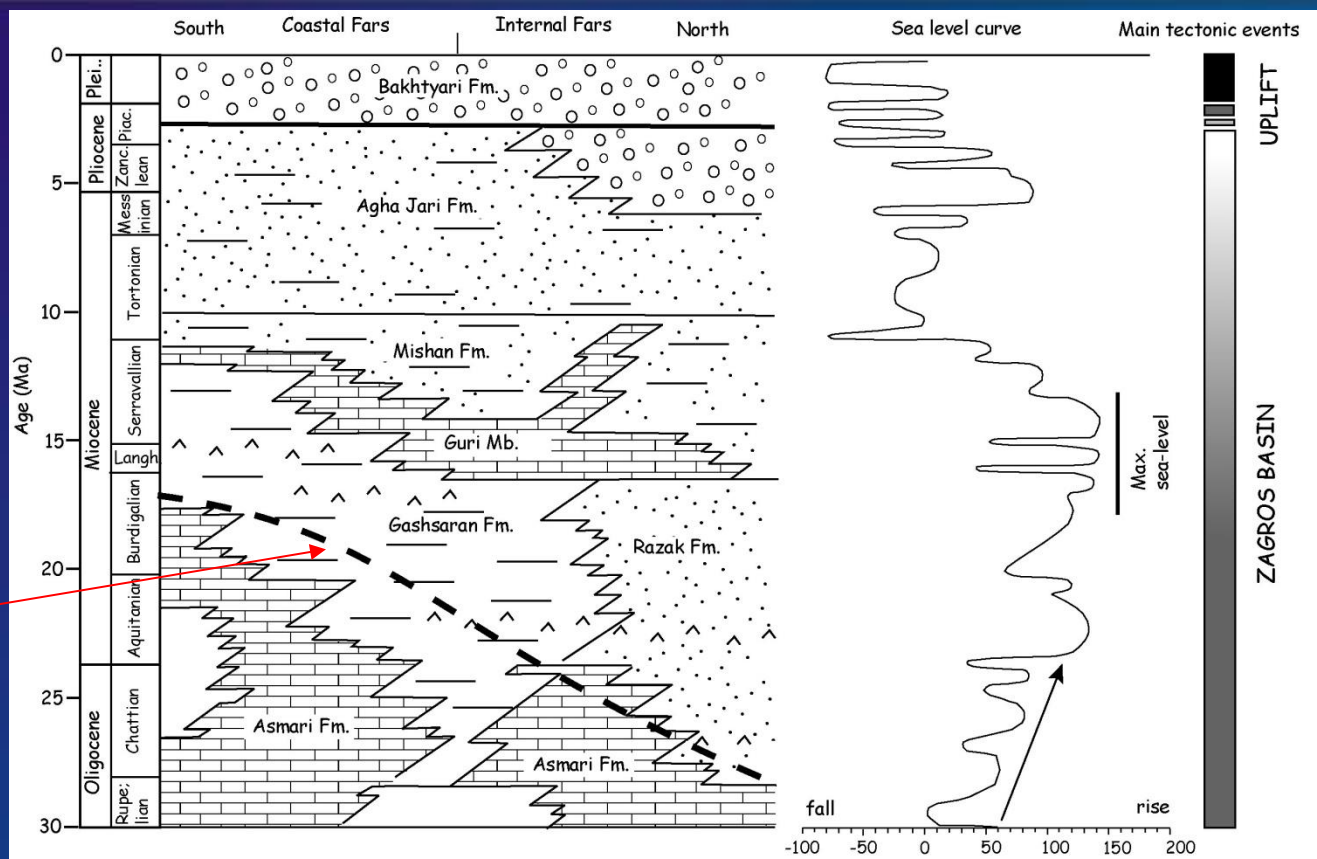 South Coastal Fars Internal Fars North Sea level curve Main tectonic events
0
5
10
15
20
25
30
Age (Ma)
Plei..
Pliocene
Miocene
Oligocene
Piac.
Zanc.
lean
Mess
inian
Tortonian
Serravallian
Langh
Burdigalian
Aquitanian
Chattian
Rupe;
lian
Bakhtyari Fm.
Agha Jari Fm.
Mishan Fm.
Guri Mb.
Gashsaran Fm.
Razak Fm.
Asmari Fm.
Asmari Fm.
Max.
sea-level
fall rise
-100 -50 0 50 100 150 200
UPLIFT
ZAGROS BASIN